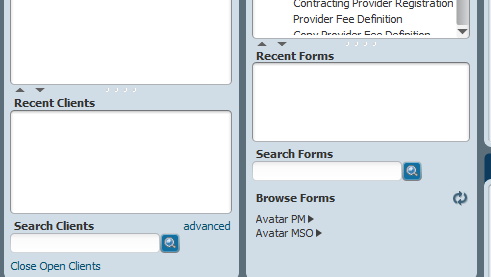 Recent Clients
Search Clients
advanced
Close Open Clients
Contracting Provider Registration
Provider Fee Definition
Copy Provider Fee Definition
Recent Forms
Search Forms
Browse Forms
Avatar PM
Avatar MSO